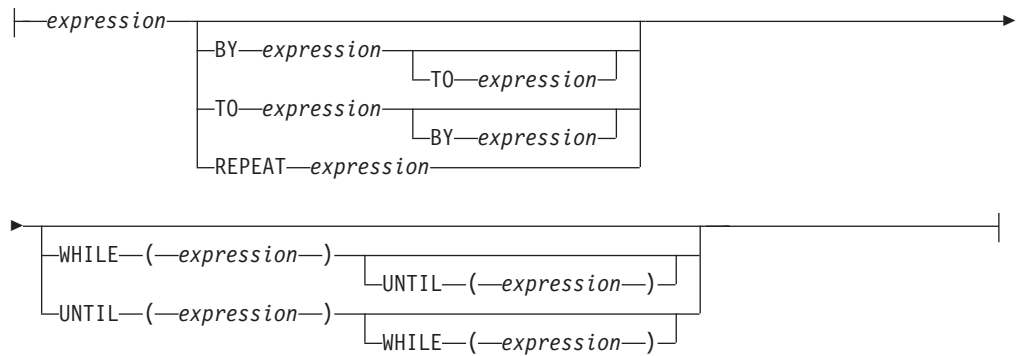 expression
BY expression
TO expression
TO expression
BY expression
REPEAT expression
WHILE ( expression )
UNTIL ( expression )
UNTIL ( expression )
WHILE ( expression )